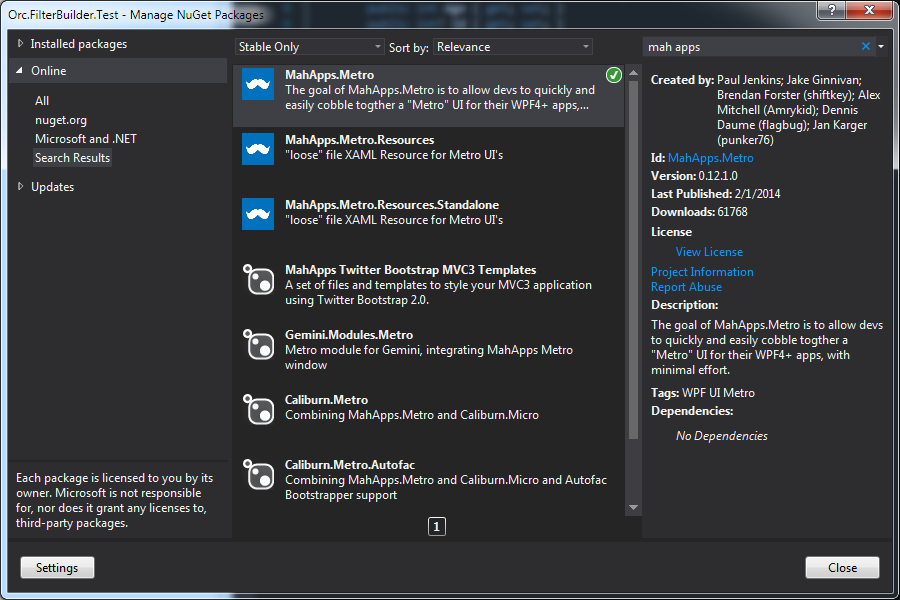 Orc.FilterBuilder.Test - Manage NuGet Packages
?
Installed packages
Online
All
nuget.org
Microsoft and .NET
Search Results
Updates
Each package is licensed to you by its
owner. Microsoft is not responsible
for, nor does it grant any licenses to,
third-party packages.
Stable Only
Sort by: Relevance
MahApps.Metro
The goal of MahApps.Metro is to allow devs to quickly and
easily cobble togther a "Metro" UI for their WPF4+ apps,...
MahApps.Metro.Resources
"loose" file XAML Resource for Metro UI's
MahApps.Metro.Resources.Standalone
"loose" file XAML Resource for Metro UI's
MahApps Twitter Bootstrap MVC3 Templates
A set of files and templates to style your MVC3 application
using Twitter Bootstrap 2.0.
Gemini.Modules.Metro
Metro module for Gemini, integrating MahApps Metro
window
Caliburn.Metro
Combining MahApps.Metro and Caliburn.Micro
Caliburn.Metro.Autofac
Combining MahApps.Metro and Caliburn.Micro and Autofac
Bootstrapper support
1
mah apps
Created by: Paul Jenkins; Jake Ginnivan;
Brendan Forster (shiftkey); Alex
Mitchell (Amrykid); Dennis
Daume (flagbug); Jan Karger
(punker76)
Id: MahApps.Metro
Version: 0.12.1.0
Last Published: 2/1/2014
Downloads: 61768
License
View License
Project Information
Report Abuse
Description:
The goal of MahApps.Metro is to allow devs
to quickly and easily cobble togther a
"Metro" UI for their WPF4+ apps, with
minimal effort.
Tags: WPF UI Metro
Dependencies:
No Dependencies
Settings
Close